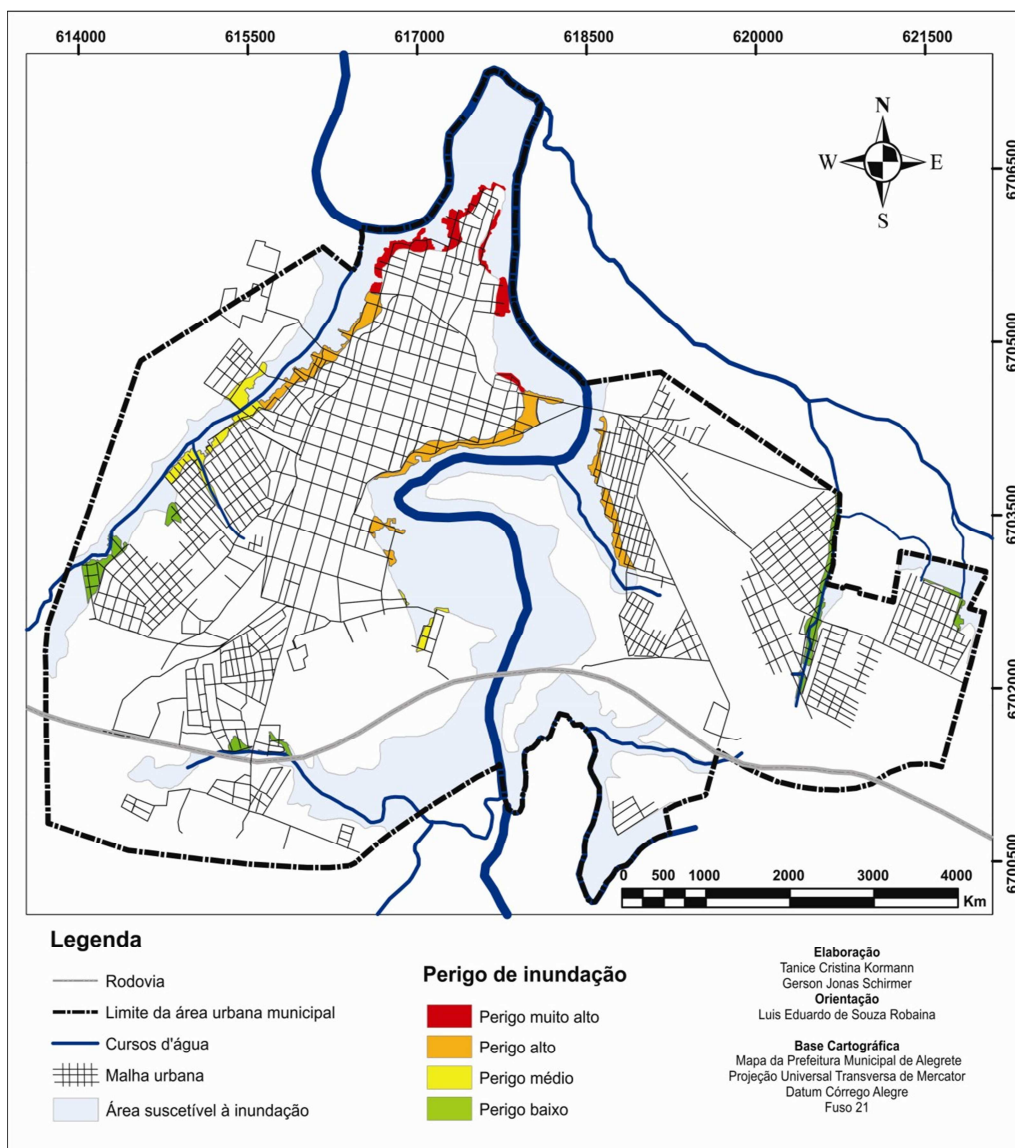 614000 615500 617000 618500 620000 621500
N
W E
S
6706500
6705000
6703500
6702000
6700500
0 500 1000 2000 3000 4000
Km
Legenda
Rodovia
Limite da área urbana municipal
Cursos d'água
Malha urbana
Área suscetível à inundação
Perigo de inundação
Perigo muito alto
Perigo alto
Perigo médio
Perigo baixo
Elaboração
Tanice Cristina Kormann
Gerson Jonas Schirmer
Orientação
Luis Eduardo de Souza Robaina
Base Cartográfica
Mapa da Prefeitura Municipal de Alegrete
Projeção Universal Transversa de Mercator
Datum Córrego Alegre
Fuso 21